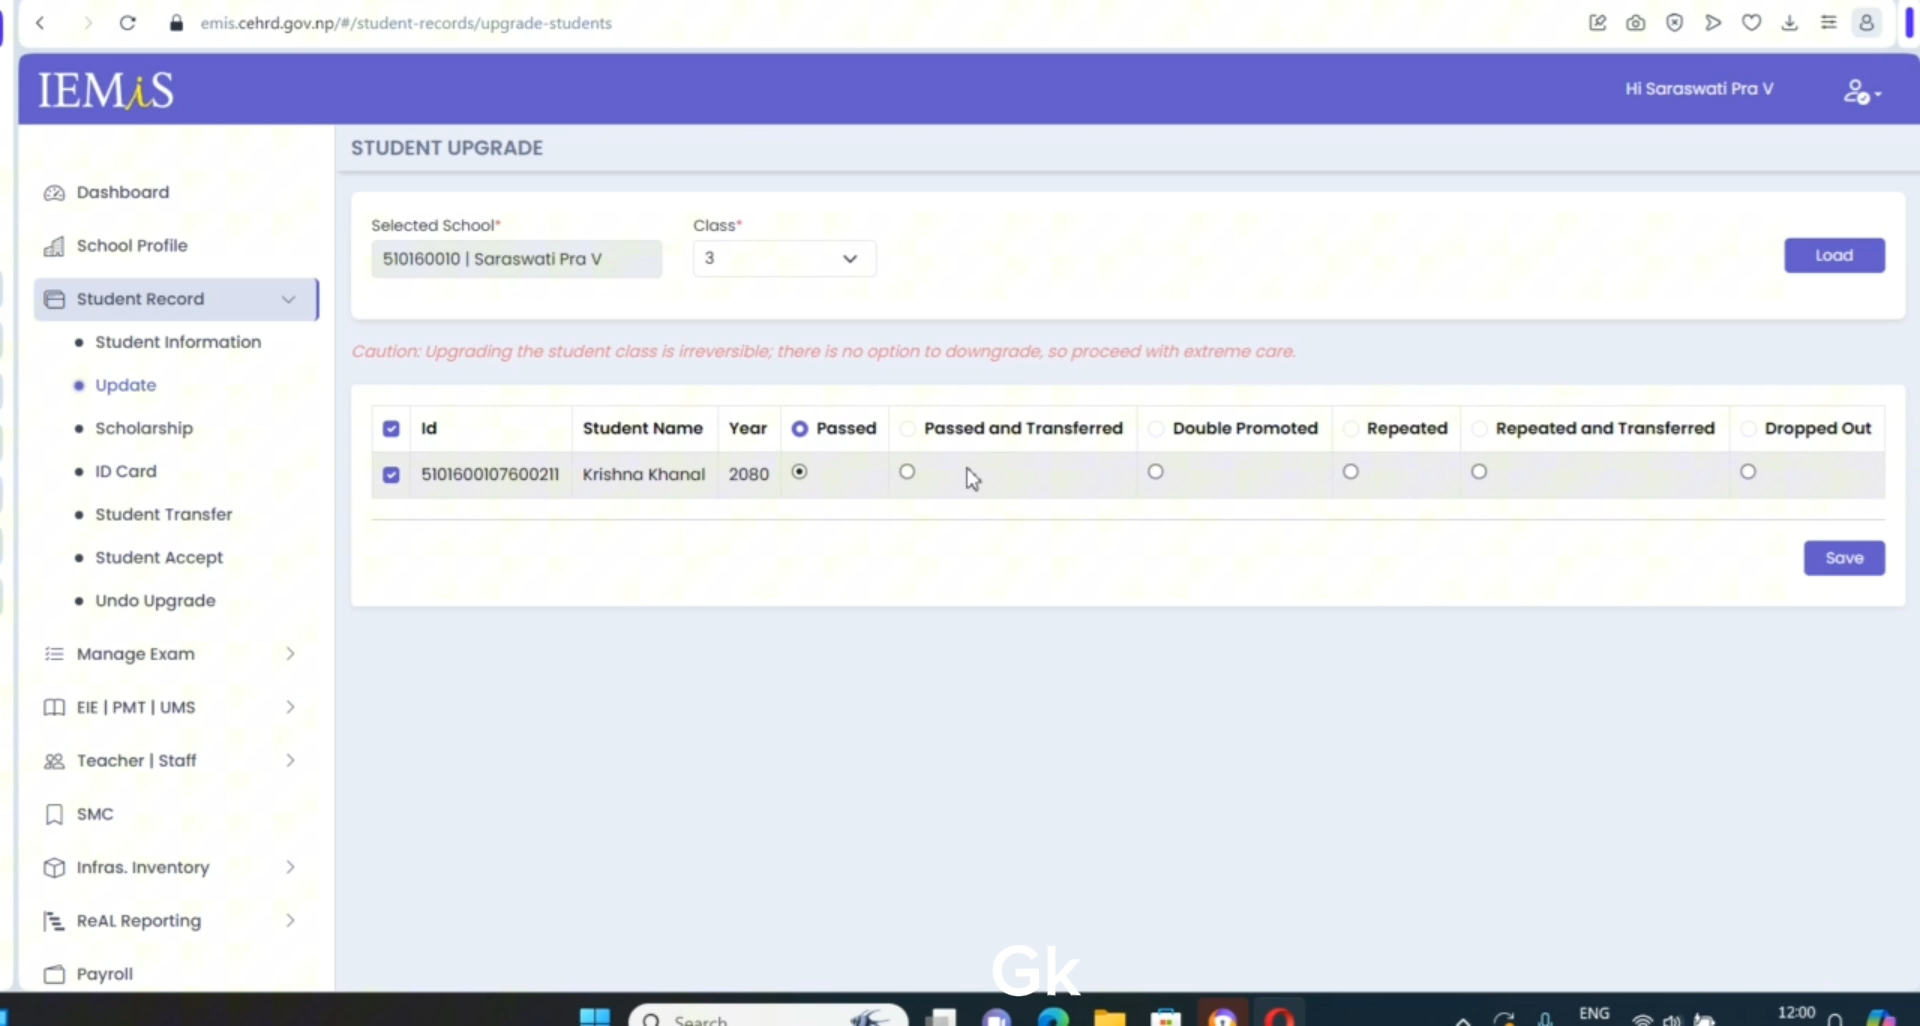 emis.cehrd.gov.np/#/student-records/upgrade-students
IEMiS
Hi Saraswati Pra V
STUDENT UPGRADE
Dashboard
School Profile
Student Record
Student Information
Update
Scholarship
ID Card
Student Transfer
Student Accept
Undo Upgrade
Manage Exam
EIE | PMT | UMS
Teacher | Staff
SMC
Infras. Inventory
ReAL Reporting
Payroll
Selected School* Class*
510160010 | Saraswati Pra V 3 Load
Caution: Upgrading the student class is irreversible; there is no option to downgrade, so proceed with extreme care.
Id Student Name Year Passed Passed and Transferred Double Promoted Repeated Repeated and Transferred Dropped Out
5101600107600211 Krishna Khanal 2080
Save
Gk
Search ENG 12:00